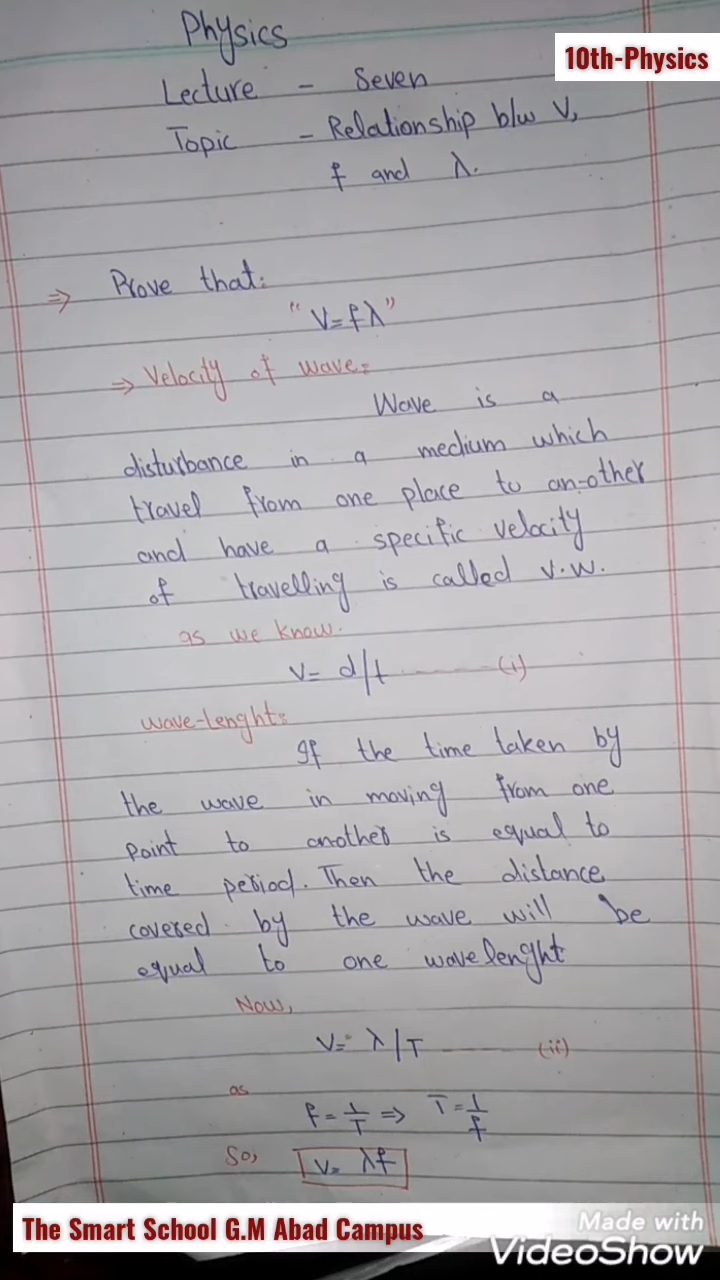 Physics
10th-Physics
Lecture - Seven
Topic - Relationship b/w V,
f and λ.
⇒ Prove that:
"V=fλ"
⇒ Velocity of wave:
Wave is a
disturbance in a medium which
travel from one place to an-other
and have a specific velocity
of travelling is called v.w.
as we know.
V= d/t ------- (i)
wave-lenght:
If the time taken by
the wave in moving from one
point to another is equal to
time period. Then the distance
covered by the wave will be
equal to one wavelenght
Now,
V= λ/T ------- (ii)
as
f = 1/T ⇒ T = 1/f
So, V= λf
The Smart School G.M Abad Campus
Made with
VideoShow